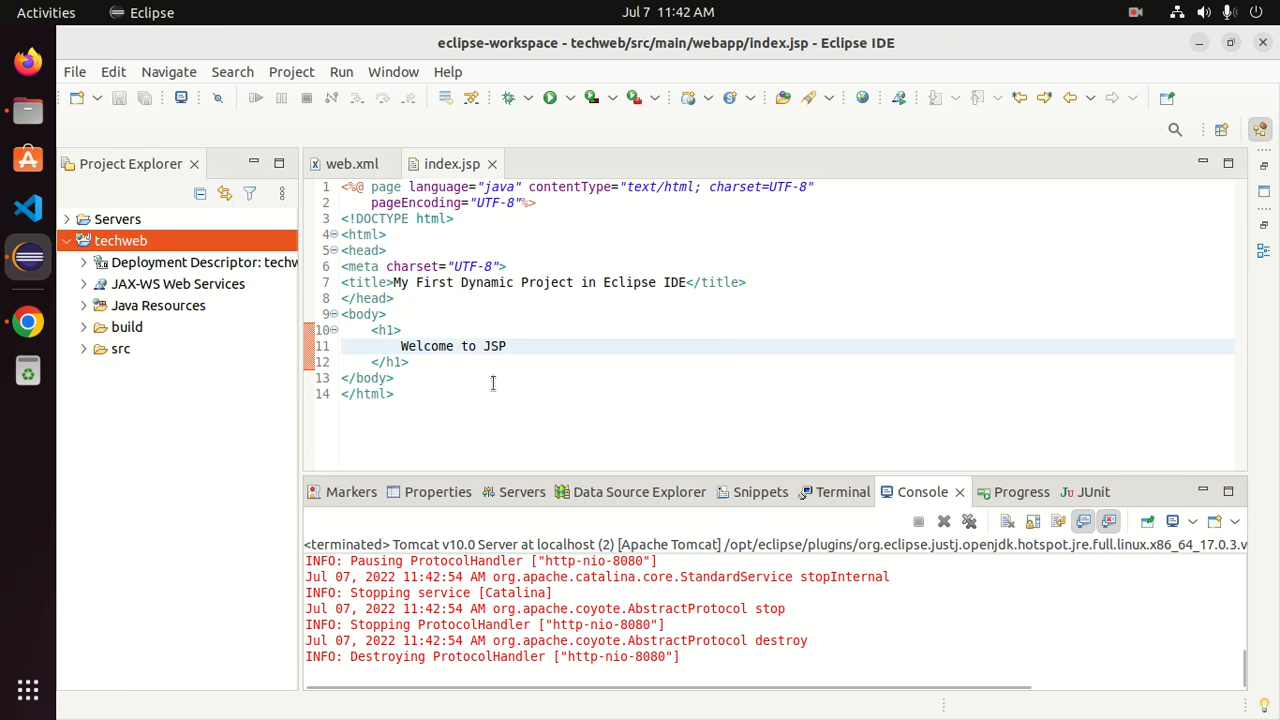 Activities Eclipse Jul 7 11:42 AM
eclipse-workspace - techweb/src/main/webapp/index.jsp - Eclipse IDE
File Edit Navigate Search Project Run Window Help
Project Explorer
Servers
techweb
Deployment Descriptor: techw
JAX-WS Web Services
Java Resources
build
src
web.xml index.jsp
1 <%@ page language="java" contentType="text/html; charset=UTF-8"
2 pageEncoding="UTF-8"%>
3 <!DOCTYPE html>
4 <html>
5 <head>
6 <meta charset="UTF-8">
7 <title>My First Dynamic Project in Eclipse IDE</title>
8 </head>
9 <body>
10 <h1>
11 Welcome to JSP
12 </h1>
13 </body>
14 </html>
Markers Properties Servers Data Source Explorer Snippets Terminal Console Progress JUnit
<terminated> Tomcat v10.0 Server at localhost (2) [Apache Tomcat] /opt/eclipse/plugins/org.eclipse.justj.openjdk.hotspot.jre.full.linux.x86_64_17.0.3.v
INFO: Pausing ProtocolHandler ["http-nio-8080"]
Jul 07, 2022 11:42:54 AM org.apache.catalina.core.StandardService stopInternal
INFO: Stopping service [Catalina]
Jul 07, 2022 11:42:54 AM org.apache.coyote.AbstractProtocol stop
INFO: Stopping ProtocolHandler ["http-nio-8080"]
Jul 07, 2022 11:42:54 AM org.apache.coyote.AbstractProtocol destroy
INFO: Destroying ProtocolHandler ["http-nio-8080"]